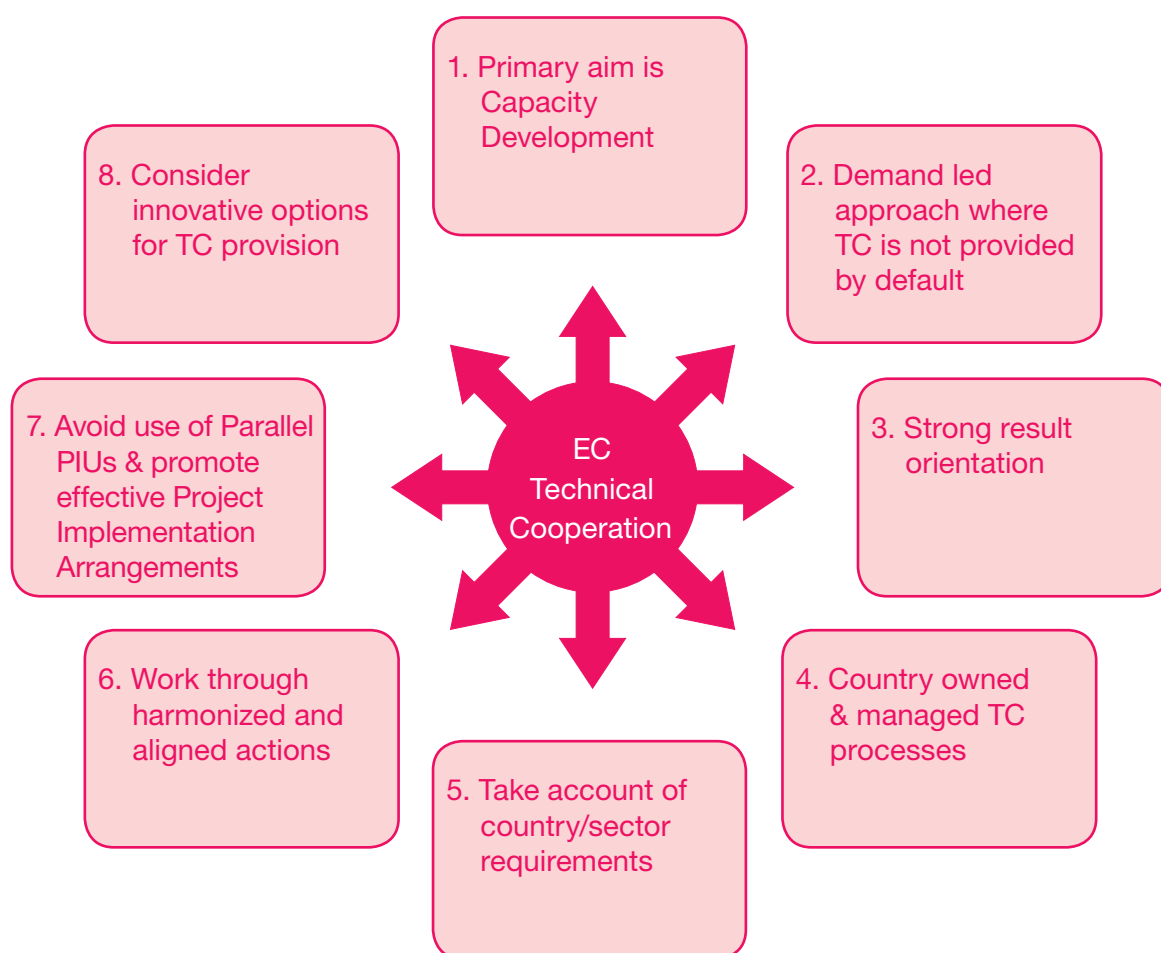 1. Primary aim is
Capacity
Development
2. Demand led
approach where
TC is not provided
by default
3. Strong result
orientation
4. Country owned
& managed TC
processes
5. Take account of
country/sector
requirements
6. Work through
harmonized and
aligned actions
7. Avoid use of Parallel
PIUs & promote
effective Project
Implementation
Arrangements
8. Consider
innovative options
for TC provision
EC
Technical
Cooperation